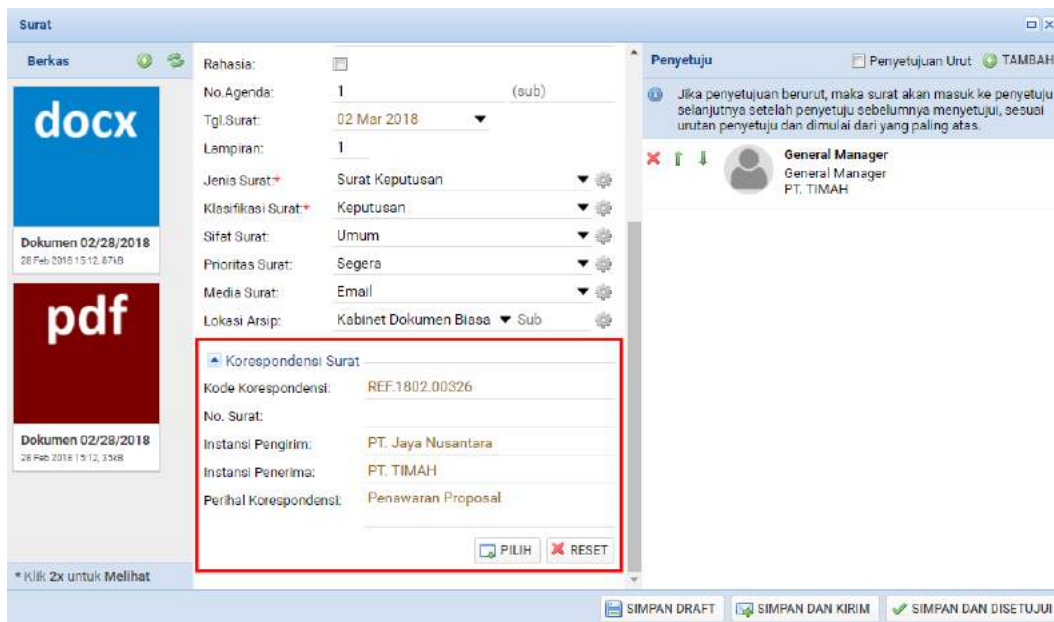 Surat
Berkas
docx
Dokumen 02/28/2018
28 Feb 2018 15:12, 87kB
pdf
Dokumen 02/28/2018
28 Feb 2018 15:12, 35kB
* Klik 2x untuk Melihat
Rahasia:
No.Agenda: 1 (sub)
Tgl.Surat: 02 Mar 2018
Lampiran: 1
Jenis Surat:* Surat Keputusan
Klasifikasi Surat:* Keputusan
Sifat Surat: Umum
Prioritas Surat: Segera
Media Surat: Email
Lokasi Arsip: Kabinet Dokumen Biasa Sub
Korespondensi Surat
Kode Korespondensi: REF.1802.00326
No. Surat:
Instansi Pengirim: PT. Jaya Nusantara
Instansi Penerima: PT. TIMAH
Perihal Korespondensi: Penawaran Proposal
PILIH RESET
Penyetuju Penyetujuan Urut TAMBAH
Jika penyetujuan berurut, maka surat akan masuk ke penyetuju
selanjutnya setelah penyetuju sebelumnya menyetujui, sesuai
urutan penyetuju dan dimulai dari yang paling atas.
General Manager
General Manager
PT. TIMAH
SIMPAN DRAFT SIMPAN DAN KIRIM SIMPAN DAN DISETUJUI